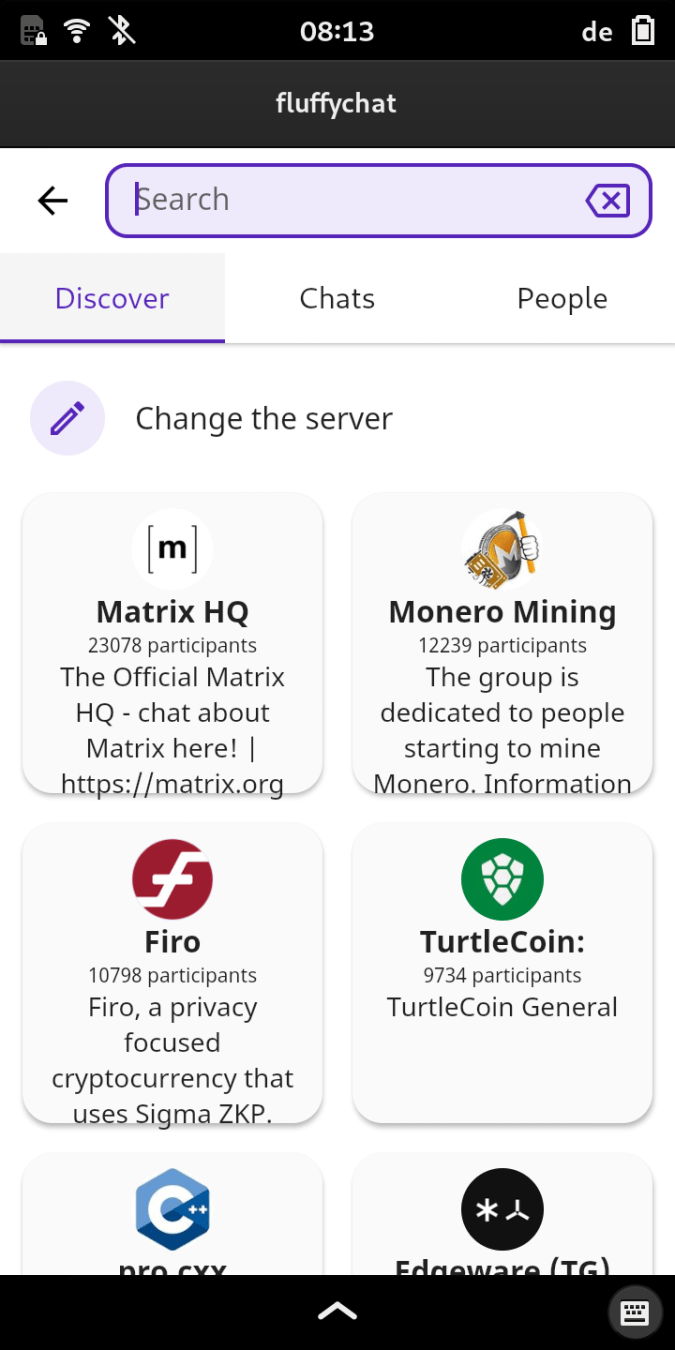 08:13
de
fluffychat
Search
Discover
Chats
People
Change the server
[m]
Matrix HQ
23078 participants
The Official Matrix
HQ - chat about
Matrix here! |
https://matrix.org
Monero Mining
12239 participants
The group is
dedicated to people
starting to mine
Monero. Information
Firo
10798 participants
Firo, a privacy
focused
cryptocurrency that
uses Sigma ZKP.
TurtleCoin:
9734 participants
TurtleCoin General
C++
pro.cxx
Edgeware (TG)